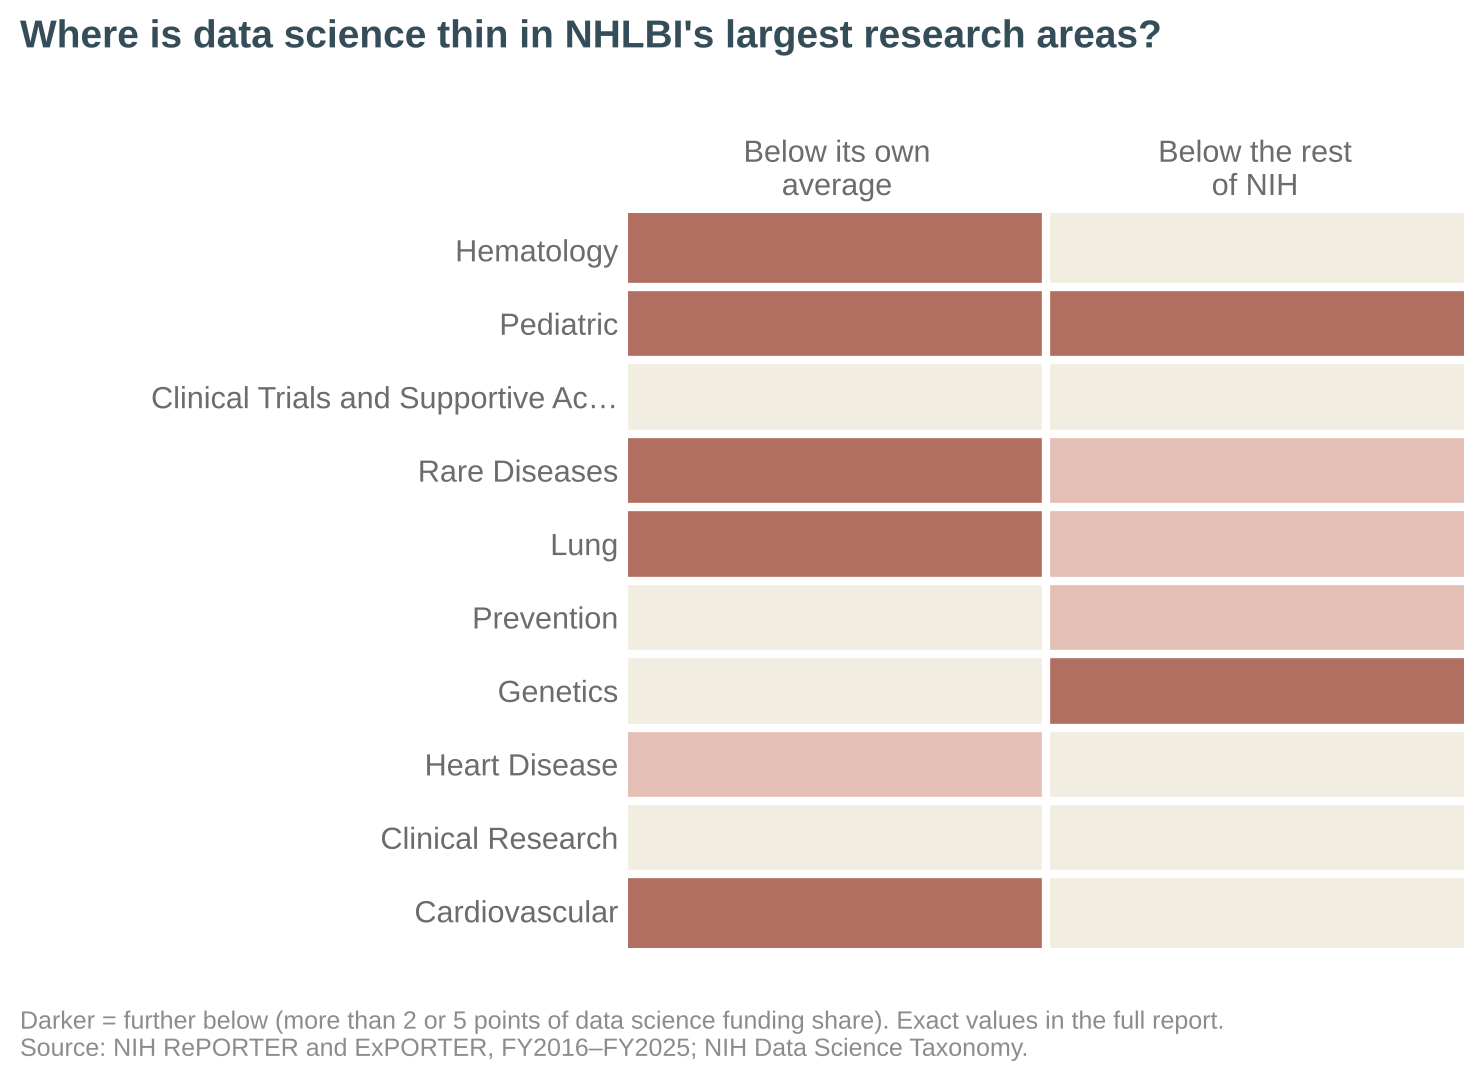 Where is data science thin in NHLBI's largest research areas?
Below its own
average
Below the rest
of NIH
Hematology
Pediatric
Clinical Trials and Supportive Ac…
Rare Diseases
Lung
Prevention
Genetics
Heart Disease
Clinical Research
Cardiovascular
Darker = further below (more than 2 or 5 points of data science funding share). Exact values in the full report.
Source: NIH RePORTER and ExPORTER, FY2016–FY2025; NIH Data Science Taxonomy.